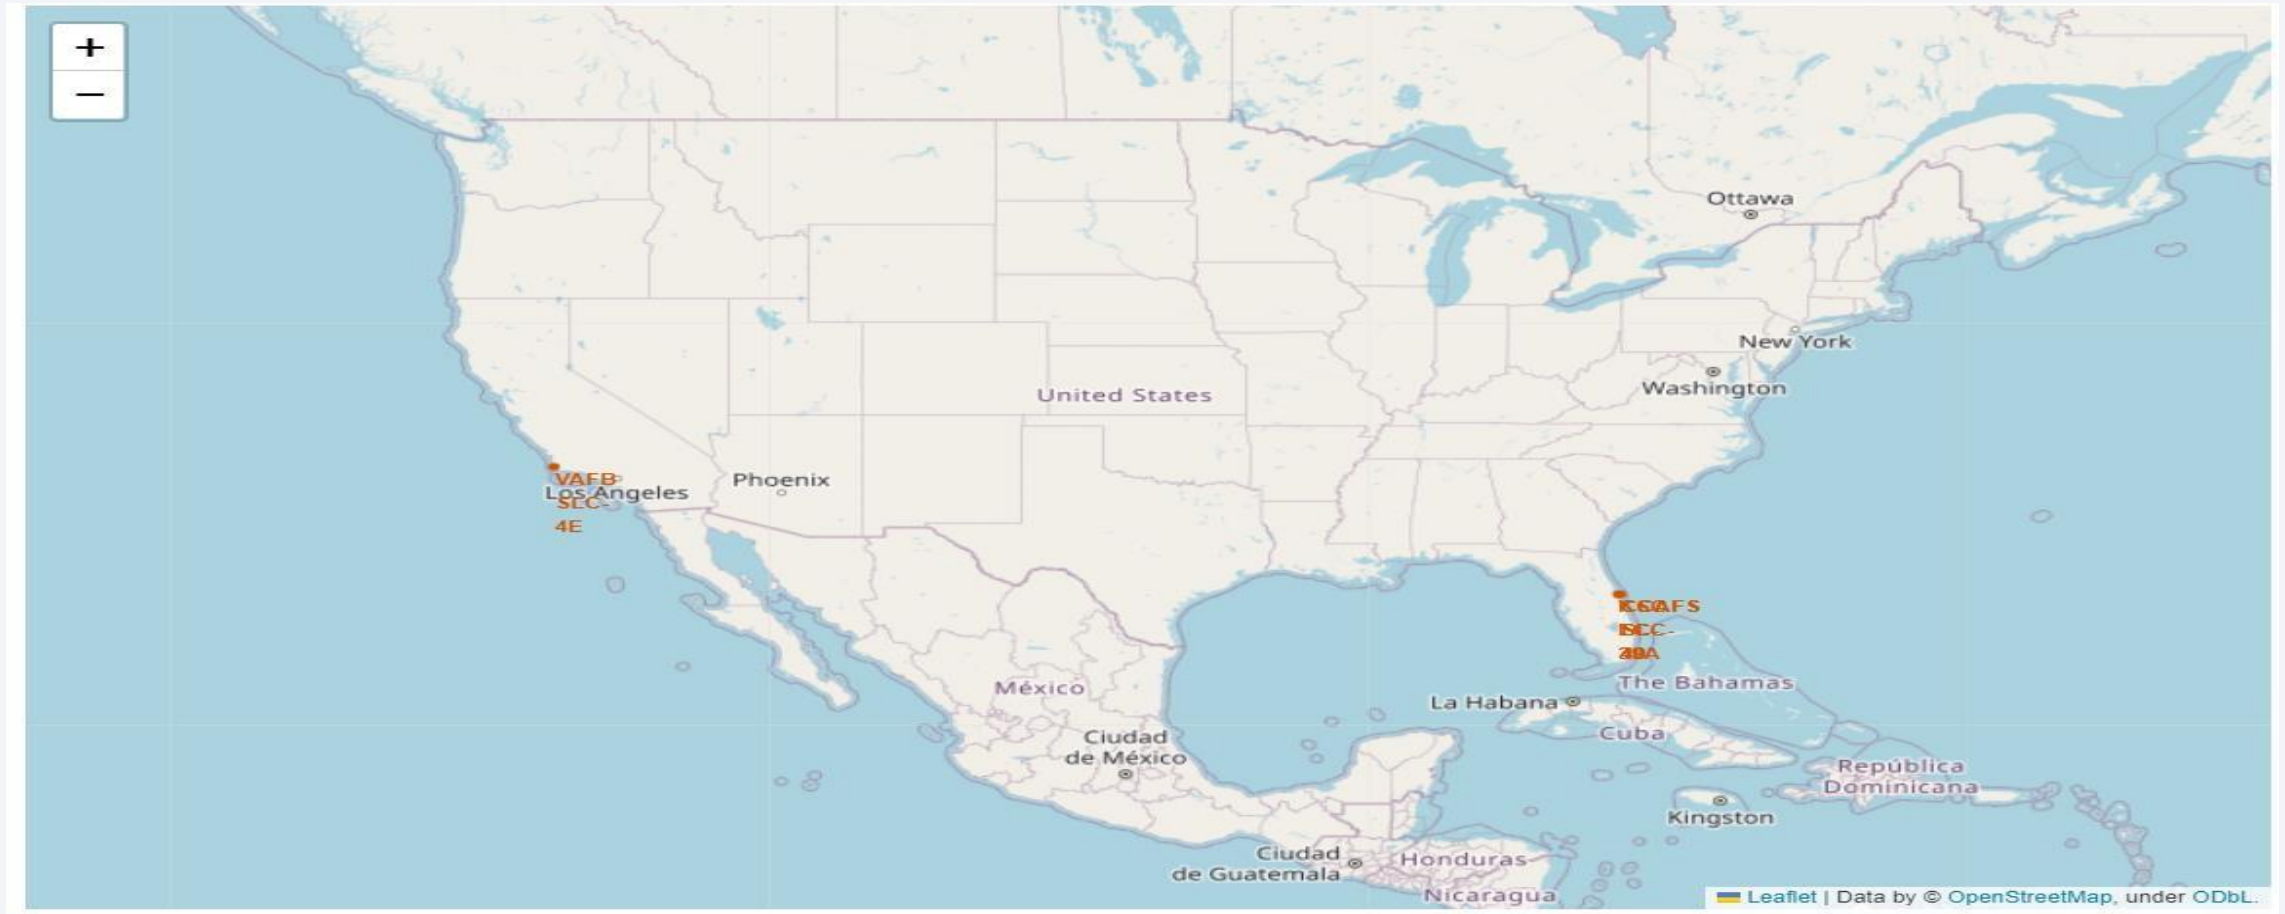 +
−
Ottawa
New York
Washington
United States
VAFB
SLC-
4E
Los Angeles
Phoenix
México
Ciudad
de México
La Habana
The Bahamas
Cuba
República
Dominicana
Kingston
Ciudad
de Guatemala
Honduras
Nicaragua
Leaflet | Data by © OpenStreetMap, under ODbL.